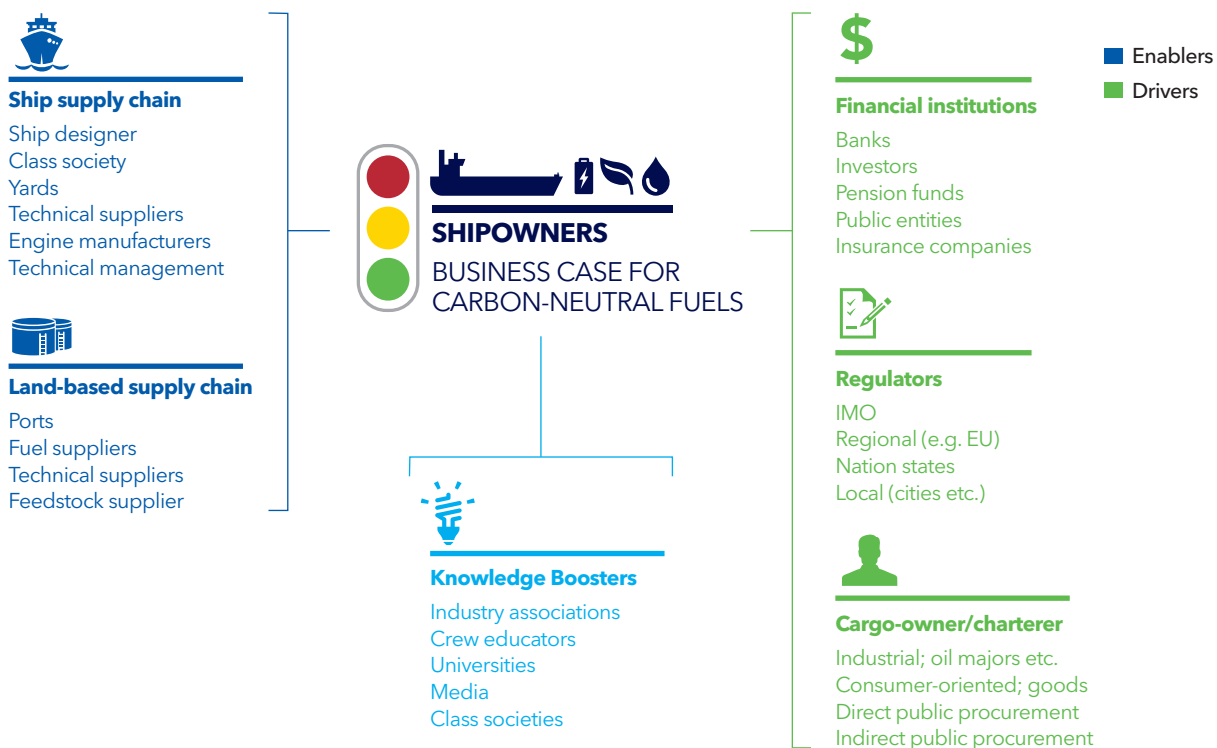 Ship supply chain
Ship designer
Class society
Yards
Technical suppliers
Engine manufacturers
Technical management
Land-based supply chain
Ports
Fuel suppliers
Technical suppliers
Feedstock supplier
SHIPOWNERS
BUSINESS CASE FOR
CARBON-NEUTRAL FUELS
Knowledge Boosters
Industry associations
Crew educators
Universities
Media
Class societies
$
Financial institutions
Banks
Investors
Pension funds
Public entities
Insurance companies
Regulators
IMO
Regional (e.g. EU)
Nation states
Local (cities etc.)
Cargo-owner/charterer
Industrial; oil majors etc.
Consumer-oriented; goods
Direct public procurement
Indirect public procurement
Enablers
Drivers